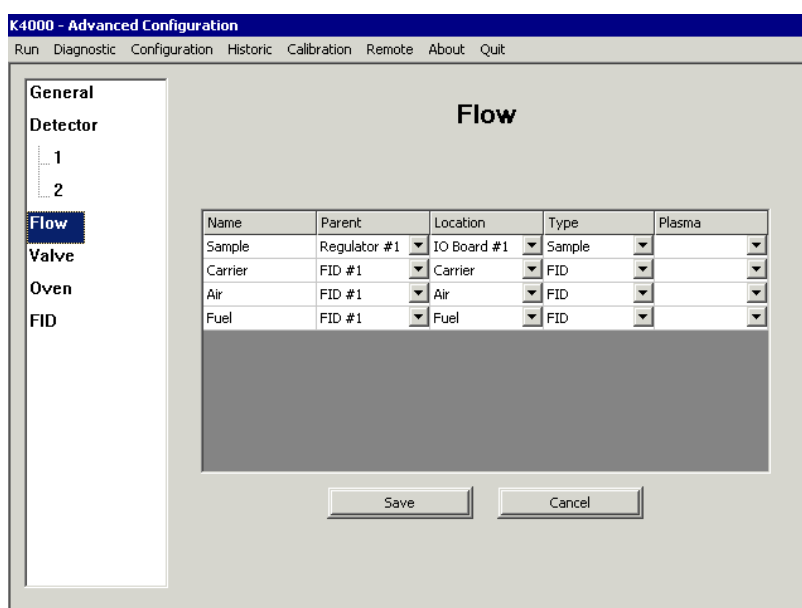 K4000 - Advanced Configuration
Run Diagnostic Configuration Historic Calibration Remote About Quit
General
Detector
1
2
Flow
Valve
Oven
FID
Flow
Name Parent Location Type Plasma
Sample Regulator #1 IO Board #1 Sample
Carrier FID #1 Carrier FID
Air FID #1 Air FID
Fuel FID #1 Fuel FID
Save Cancel